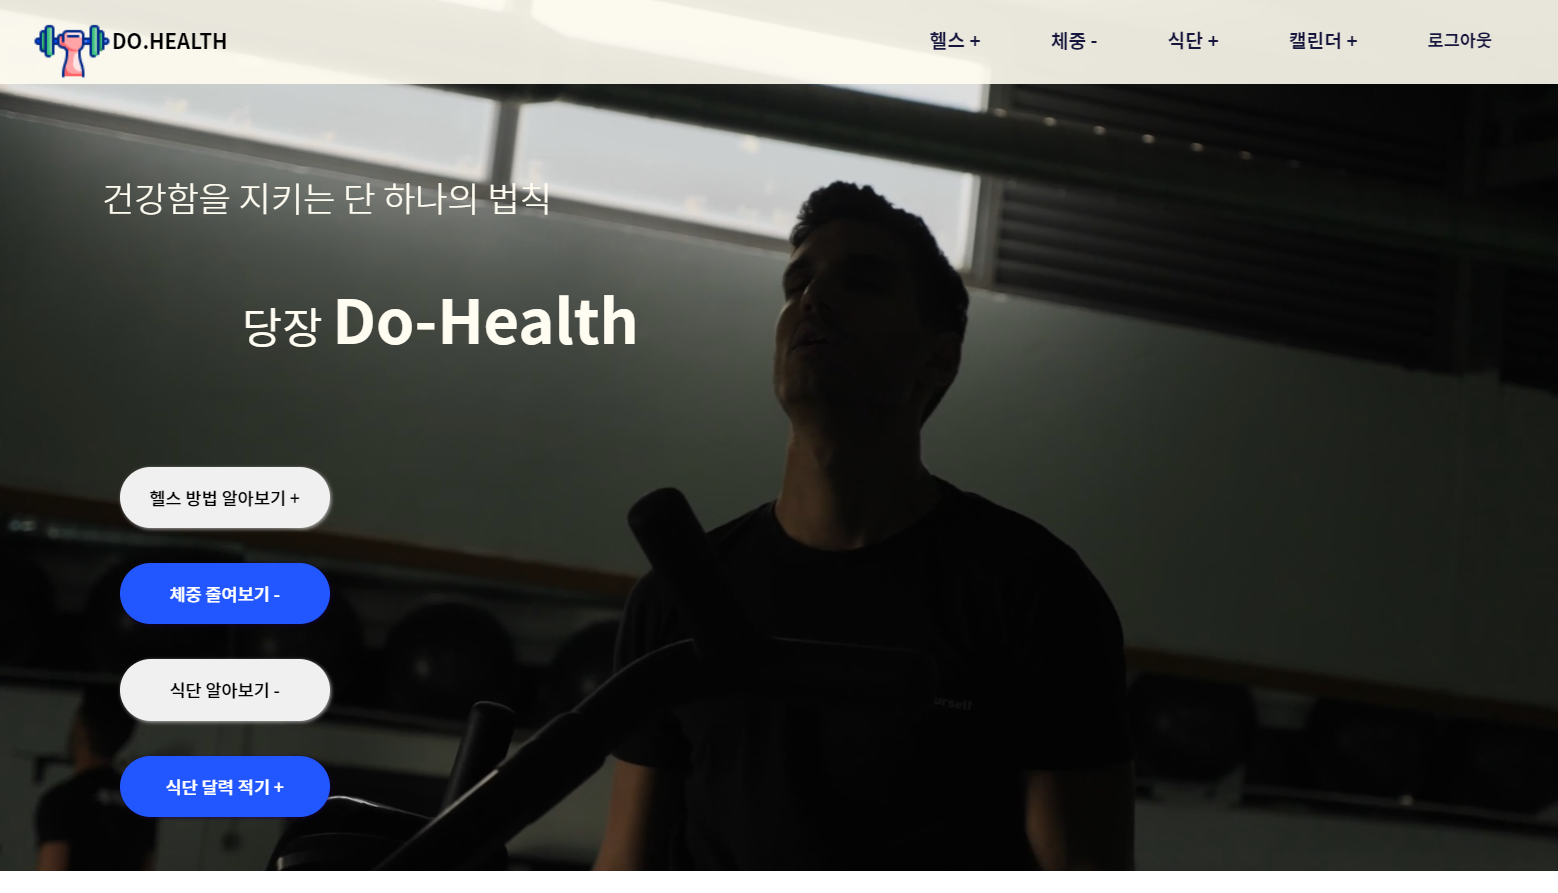 DO.HEALTH
헬스 +
체중 -
식단 +
캘린더 +
로그아웃
건강함을 지키는 단 하나의 법칙
당장 Do-Health
헬스 방법 알아보기 +
체중 줄여보기 -
식단 알아보기 -
식단 달력 적기 +
urself